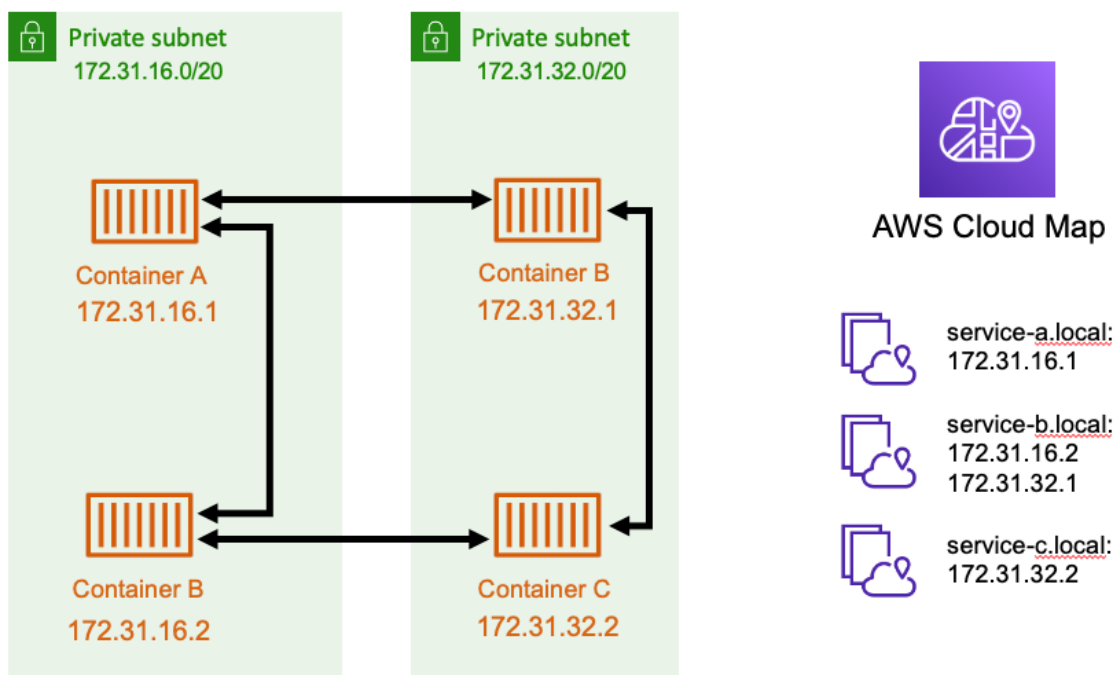 Private subnet
172.31.16.0/20
Container A
172.31.16.1
Container B
172.31.16.2
Private subnet
172.31.32.0/20
Container B
172.31.32.1
Container C
172.31.32.2
AWS Cloud Map
service-a.local:
172.31.16.1
service-b.local:
172.31.16.2
172.31.32.1
service-c.local:
172.31.32.2